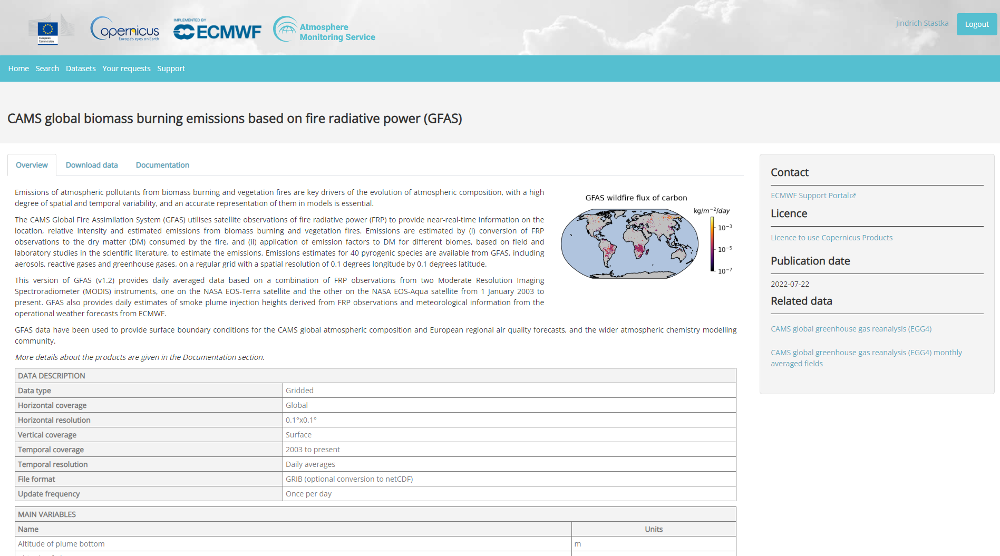 European
Commission
Copernicus
Europe's eyes on Earth
IMPLEMENTED BY
ECMWF
Atmosphere
Monitoring Service
Jindrich Stastka
Logout
Home Search Datasets Your requests Support
CAMS global biomass burning emissions based on fire radiative power (GFAS)
Overview Download data Documentation
Emissions of atmospheric pollutants from biomass burning and vegetation fires are key drivers of the evolution of atmospheric composition, with a high
degree of spatial and temporal variability, and an accurate representation of them in models is essential.
The CAMS Global Fire Assimilation System (GFAS) utilises satellite observations of fire radiative power (FRP) to provide near-real-time information on the
location, relative intensity and estimated emissions from biomass burning and vegetation fires. Emissions are estimated by (i) conversion of FRP
observations to the dry matter (DM) consumed by the fire, and (ii) application of emission factors to DM for different biomes, based on field and
laboratory studies in the scientific literature, to estimate the emissions. Emissions estimates for 40 pyrogenic species are available from GFAS, including
aerosols, reactive gases and greenhouse gases, on a regular grid with a spatial resolution of 0.1 degrees longitude by 0.1 degrees latitude.
This version of GFAS (v1.2) provides daily averaged data based on a combination of FRP observations from two Moderate Resolution Imaging
Spectroradiometer (MODIS) instruments, one on the NASA EOS-Terra satellite and the other on the NASA EOS-Aqua satellite from 1 January 2003 to
present. GFAS also provides daily estimates of smoke plume injection heights derived from FRP observations and meteorological information from the
operational weather forecasts from ECMWF.
GFAS wildfire flux of carbon
kg/m⁻²/day
10⁻³
10⁻⁵
10⁻⁷
GFAS data have been used to provide surface boundary conditions for the CAMS global atmospheric composition and European regional air quality forecasts, and the wider atmospheric chemistry modelling
community.
More details about the products are given in the Documentation section.
DATA DESCRIPTION
Data type Gridded
Horizontal coverage Global
Horizontal resolution 0.1°x0.1°
Vertical coverage Surface
Temporal coverage 2003 to present
Temporal resolution Daily averages
File format GRIB (optional conversion to netCDF)
Update frequency Once per day
MAIN VARIABLES
Name Units
Altitude of plume bottom m
Contact
ECMWF Support Portal
Licence
Licence to use Copernicus Products
Publication date
2022-07-22
Related data
CAMS global greenhouse gas reanalysis (EGG4)
CAMS global greenhouse gas reanalysis (EGG4) monthly
averaged fields